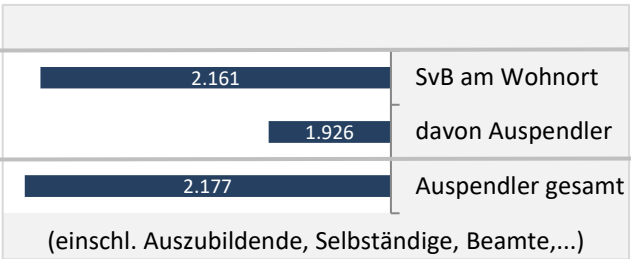 2.161 SvB am Wohnort
1.926 davon Auspendler
2.177 Auspendler gesamt
(einschl. Auszubildende, Selbständige, Beamte,...)